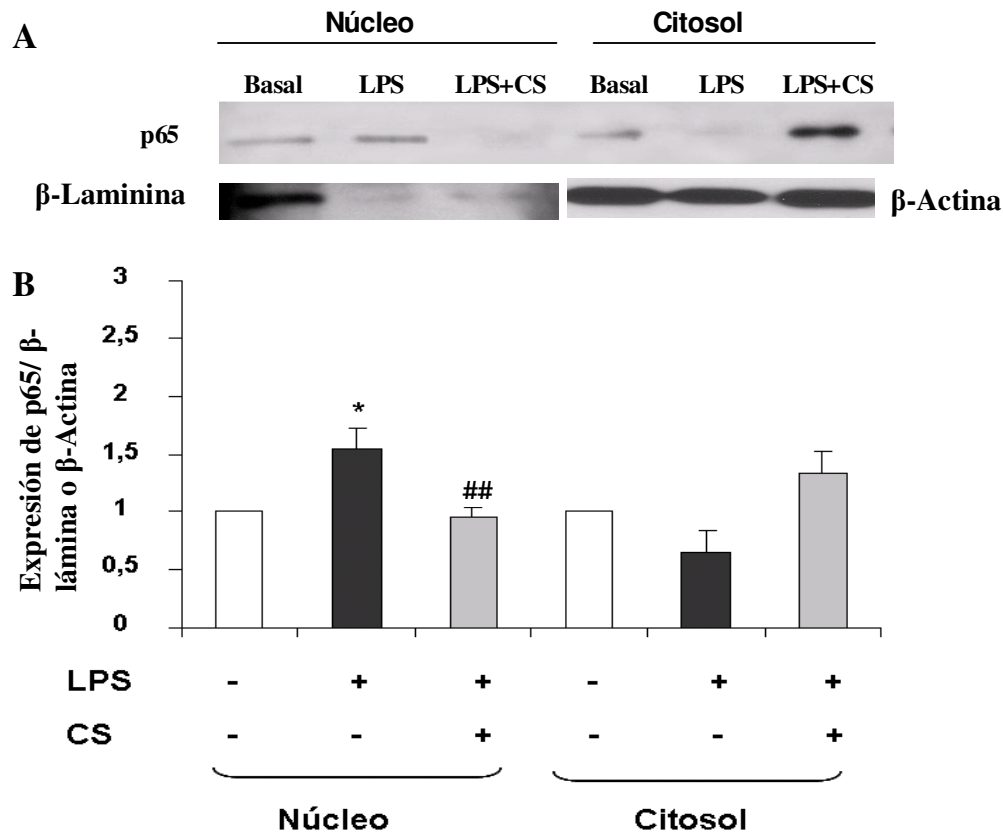 A
Núcleo Citosol
Basal LPS LPS+CS Basal LPS LPS+CS
p65
β-Laminina β-Actina
B
Expresión de p65/ β-
lámina o β-Actina
3
2,5
2
1,5
1
0,5
0
*
##
LPS - + + - + +
CS - - + - - +
Núcleo Citosol